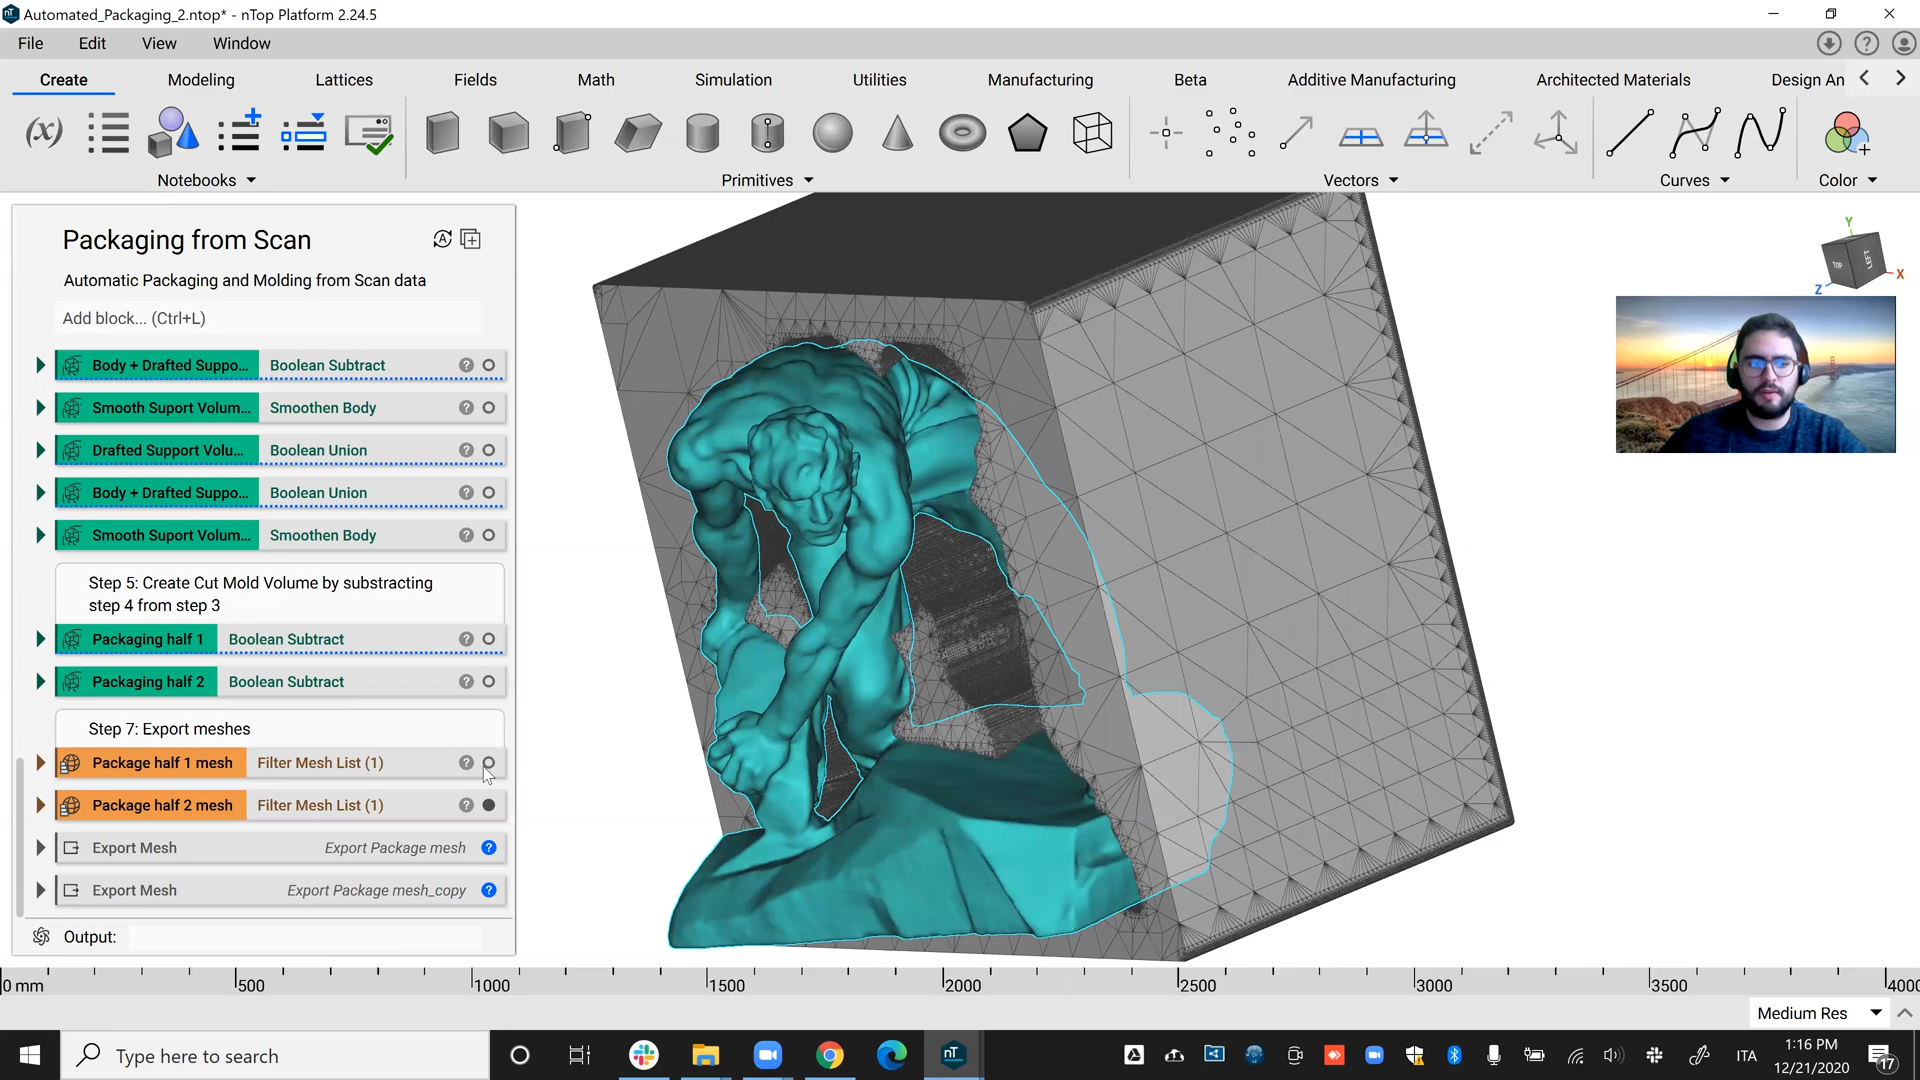 nT Automated_Packaging_2.ntop* - nTop Platform 2.24.5
File Edit View Window
Create Modeling Lattices Fields Math Simulation Utilities Manufacturing Beta Additive Manufacturing Architected Materials Design An
(x)
Notebooks Primitives Vectors Curves Color
Packaging from Scan
Automatic Packaging and Molding from Scan data
Add block... (Ctrl+L)
Body + Drafted Suppo... Boolean Subtract
Smooth Suport Volum... Smoothen Body
Drafted Support Volu... Boolean Union
Body + Drafted Suppo... Boolean Union
Smooth Suport Volum... Smoothen Body
Step 5: Create Cut Mold Volume by substracting
step 4 from step 3
Packaging half 1 Boolean Subtract
Packaging half 2 Boolean Subtract
Step 7: Export meshes
Package half 1 mesh Filter Mesh List (1)
Package half 2 mesh Filter Mesh List (1)
Export Mesh Export Package mesh
Export Mesh Export Package mesh_copy
Output:
Y
TOP LEFT
X
Z
0 mm 500 1000 1500 2000 2500 3000 3500 4000
Medium Res
Type here to search
nT
ITA
1:16 PM
12/21/2020
17